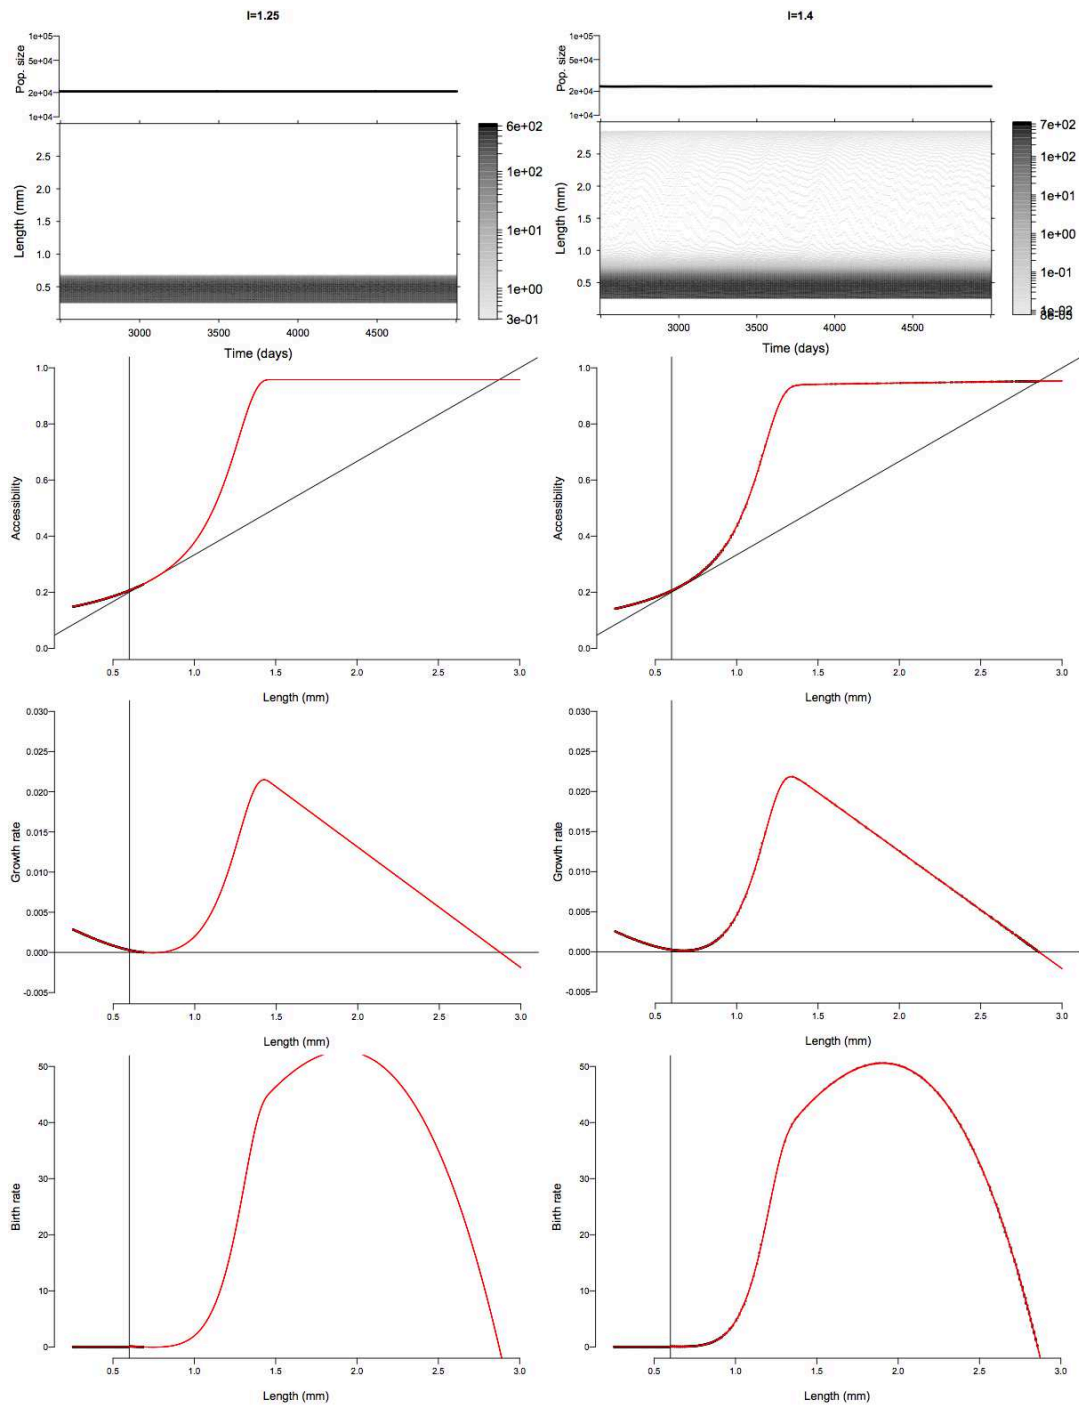 I=1.25
Pop. size
1e+05
5e+04
2e+04
1e+04
Length (mm)
2.5
2.0
1.5
1.0
0.5
3000 3500 4000 4500
Time (days)
6e+02
1e+02
1e+01
1e+00
3e-01
I=1.4
Pop. size
1e+05
5e+04
2e+04
1e+04
Length (mm)
2.5
2.0
1.5
1.0
0.5
3000 3500 4000 4500
Time (days)
7e+02
1e+02
1e+01
1e+00
1e-01
1e-02
Accessibility
1.0
0.8
0.6
0.4
0.2
0.0
0.5 1.0 1.5 2.0 2.5 3.0
Length (mm)
Accessibility
1.0
0.8
0.6
0.4
0.2
0.0
0.5 1.0 1.5 2.0 2.5 3.0
Length (mm)
Growth rate
0.030
0.025
0.020
0.015
0.010
0.005
0.000
-0.005
0.5 1.0 1.5 2.0 2.5 3.0
Length (mm)
Growth rate
0.030
0.025
0.020
0.015
0.010
0.005
0.000
-0.005
0.5 1.0 1.5 2.0 2.5 3.0
Length (mm)
Birth rate
50
40
30
20
10
0
0.5 1.0 1.5 2.0 2.5 3.0
Length (mm)
Birth rate
50
40
30
20
10
0
0.5 1.0 1.5 2.0 2.5 3.0
Length (mm)